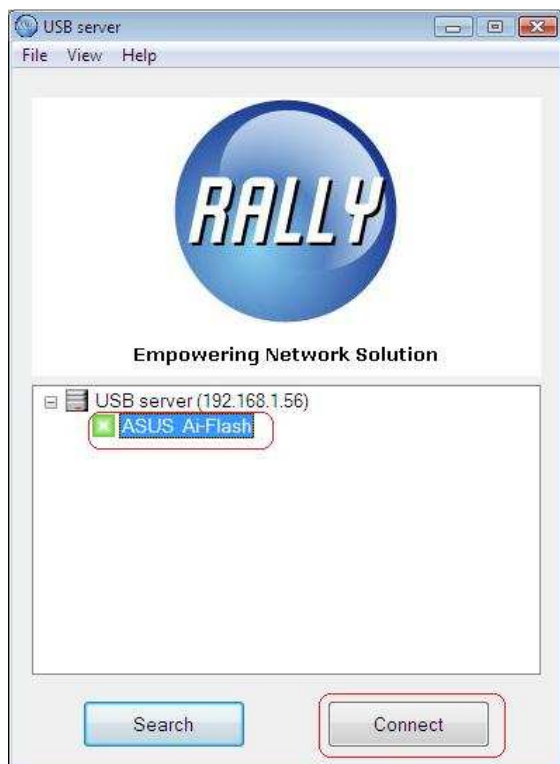 USB server
File View Help
RALLY
Empowering Network Solution
USB server (192.168.1.56)
ASUS Ai-Flash
Search Connect